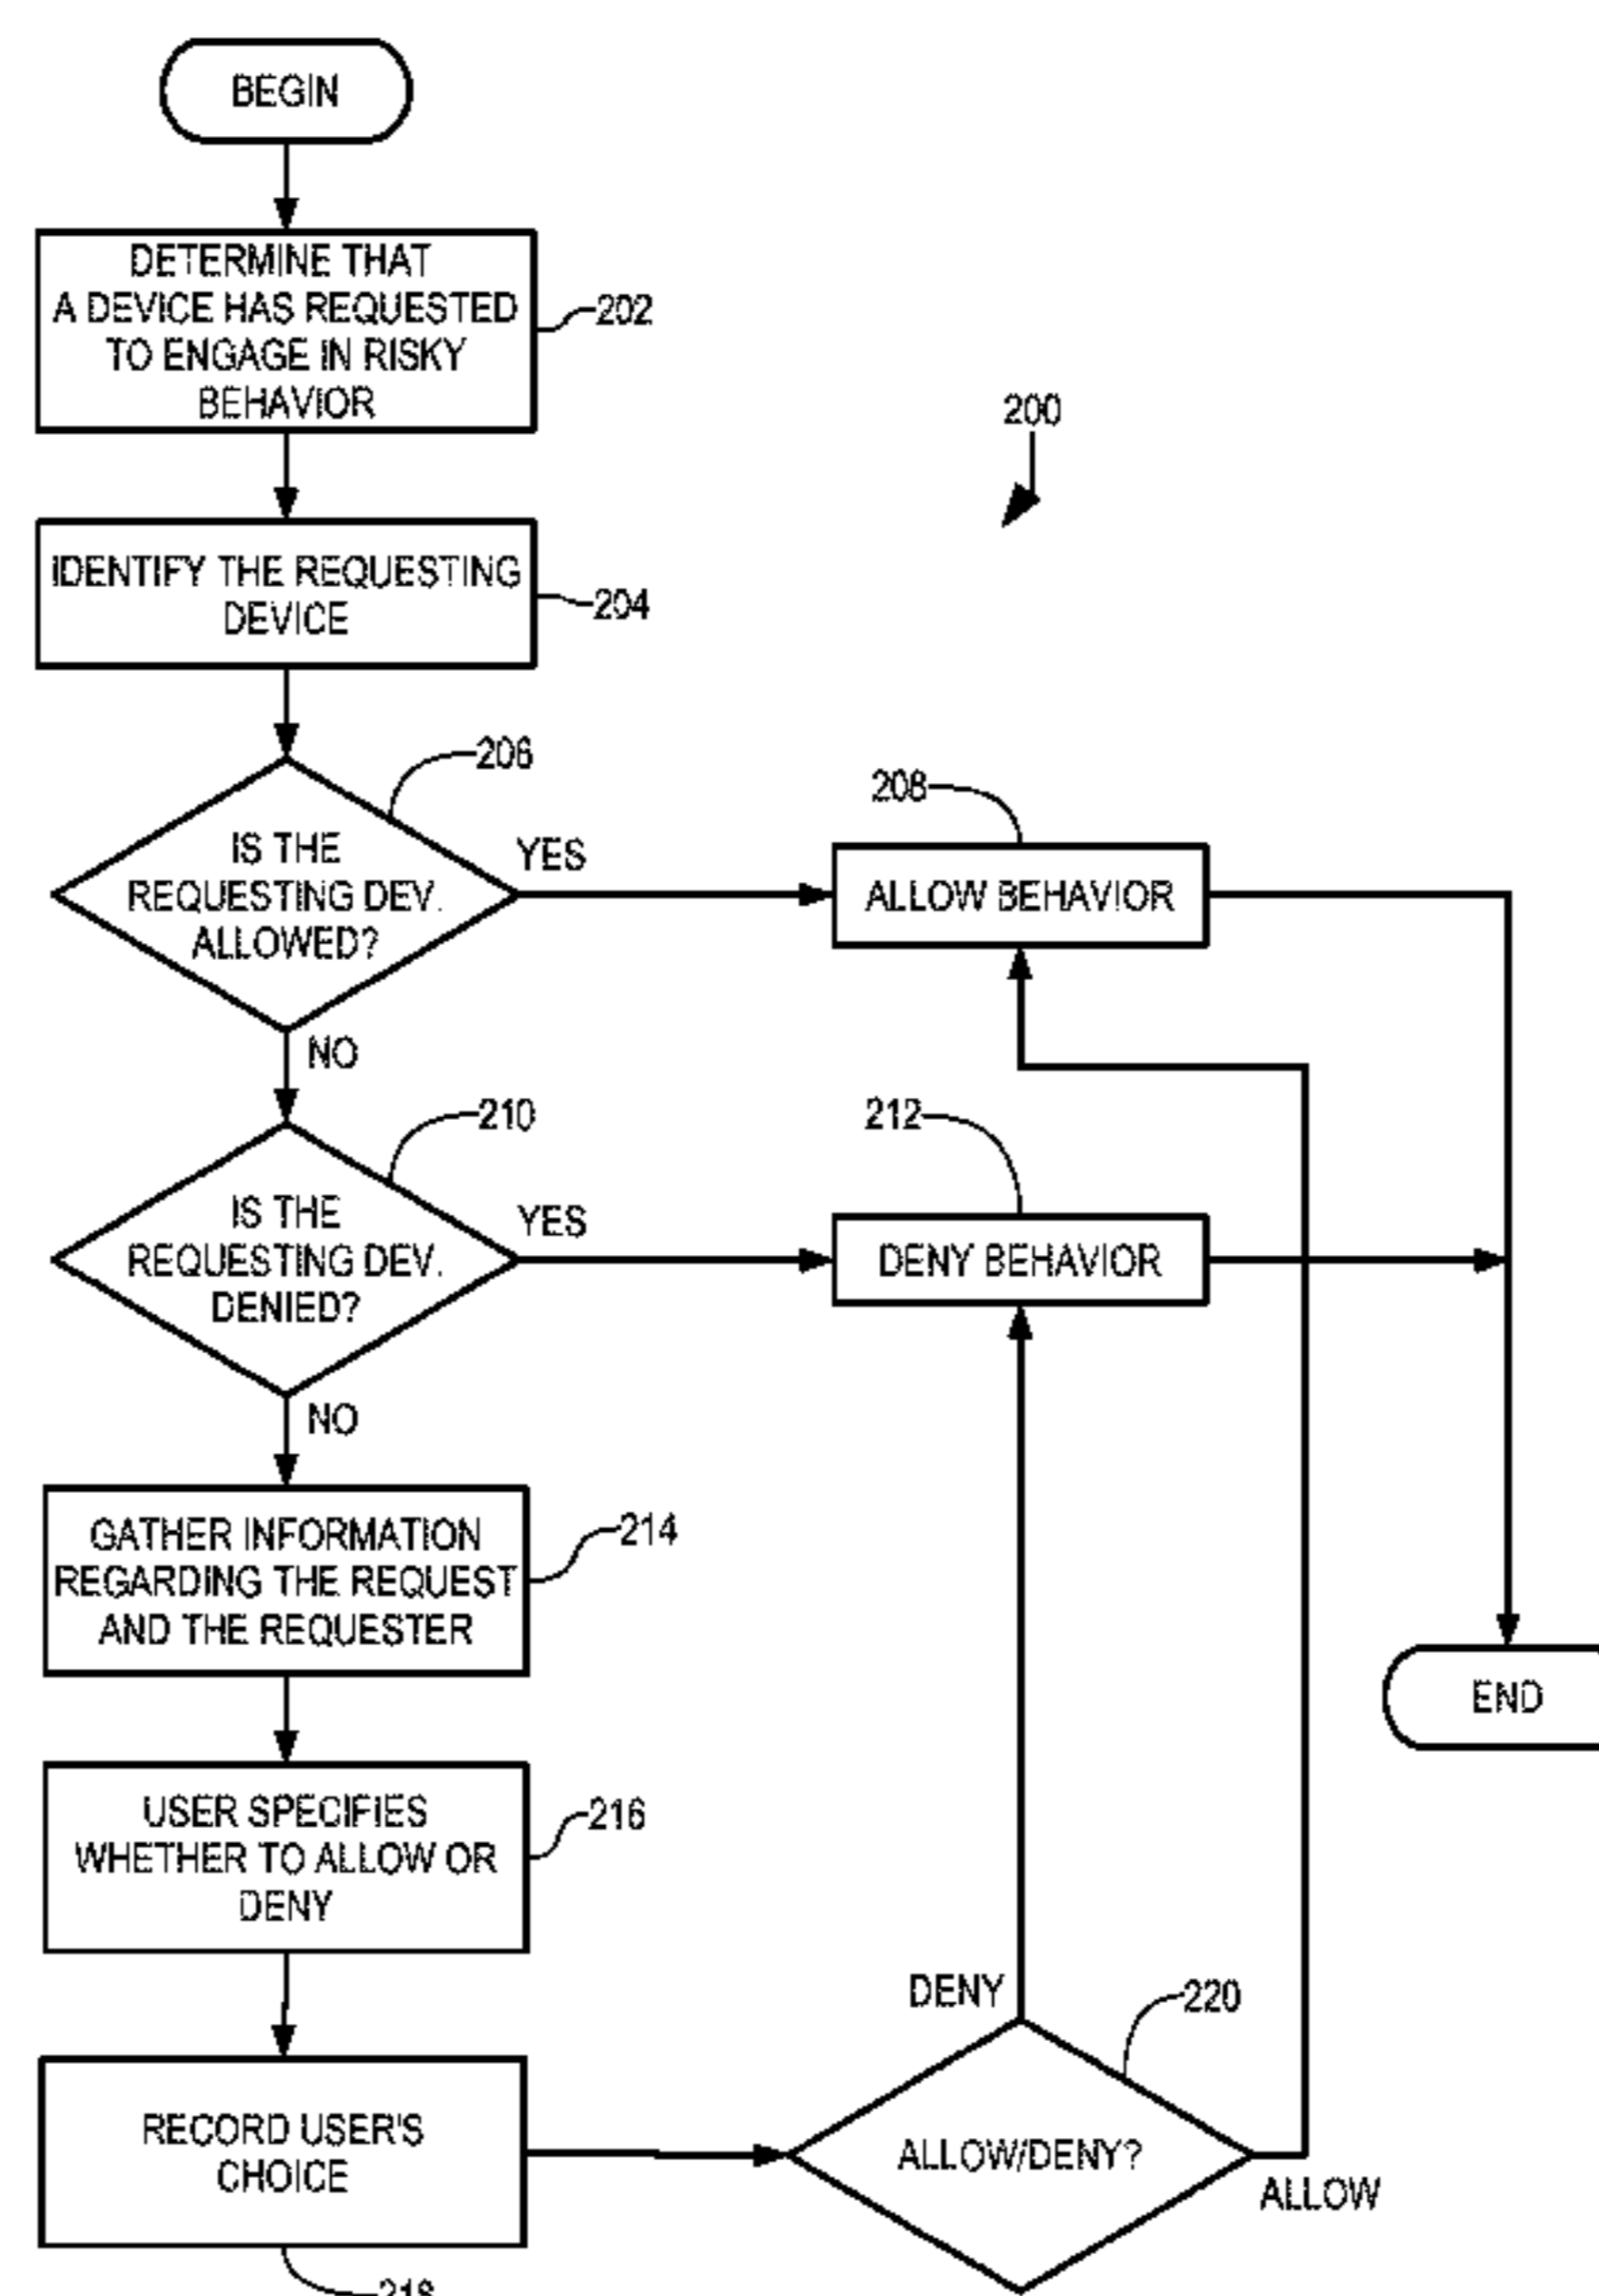 BEGIN
DETERMINE THAT
A DEVICE HAS REQUESTED
TO ENGAGE IN RISKY
BEHAVIOR
202
200
IDENTIFY THE REQUESTING
DEVICE
204
206
IS THE
REQUESTING DEV.
ALLOWED?
YES
208
ALLOW BEHAVIOR
NO
210
IS THE
REQUESTING DEV.
DENIED?
YES
212
DENY BEHAVIOR
NO
GATHER INFORMATION
REGARDING THE REQUEST
AND THE REQUESTER
214
END
USER SPECIFIES
WHETHER TO ALLOW OR
DENY
216
DENY
220
RECORD USER'S
CHOICE
ALLOW/DENY?
ALLOW
218